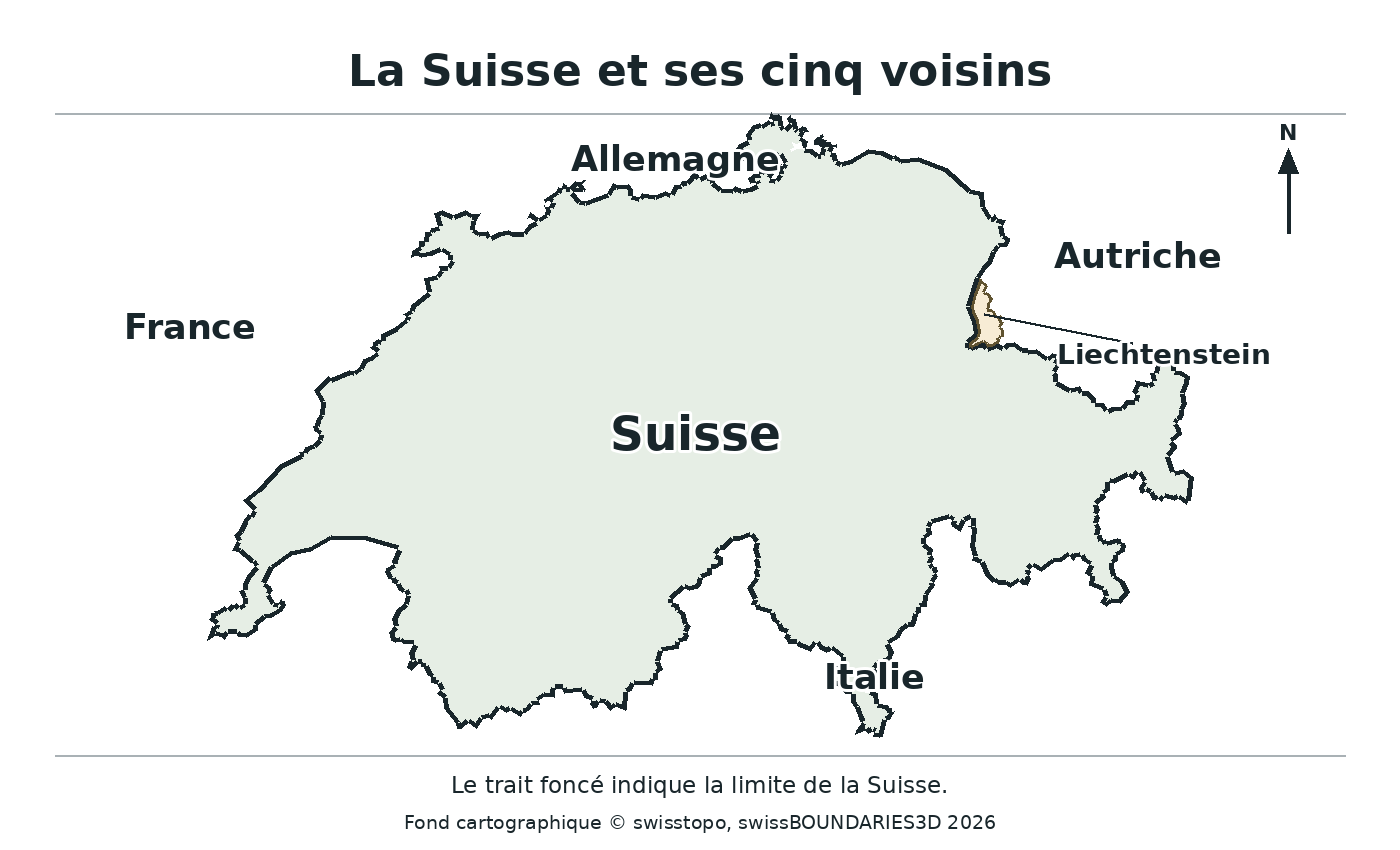 La Suisse et ses cinq voisins
N
Allemagne
Autriche
France
Liechtenstein
Suisse
Italie
Le trait foncé indique la limite de la Suisse.
Fond cartographique © swisstopo, swissBOUNDARIES3D 2026